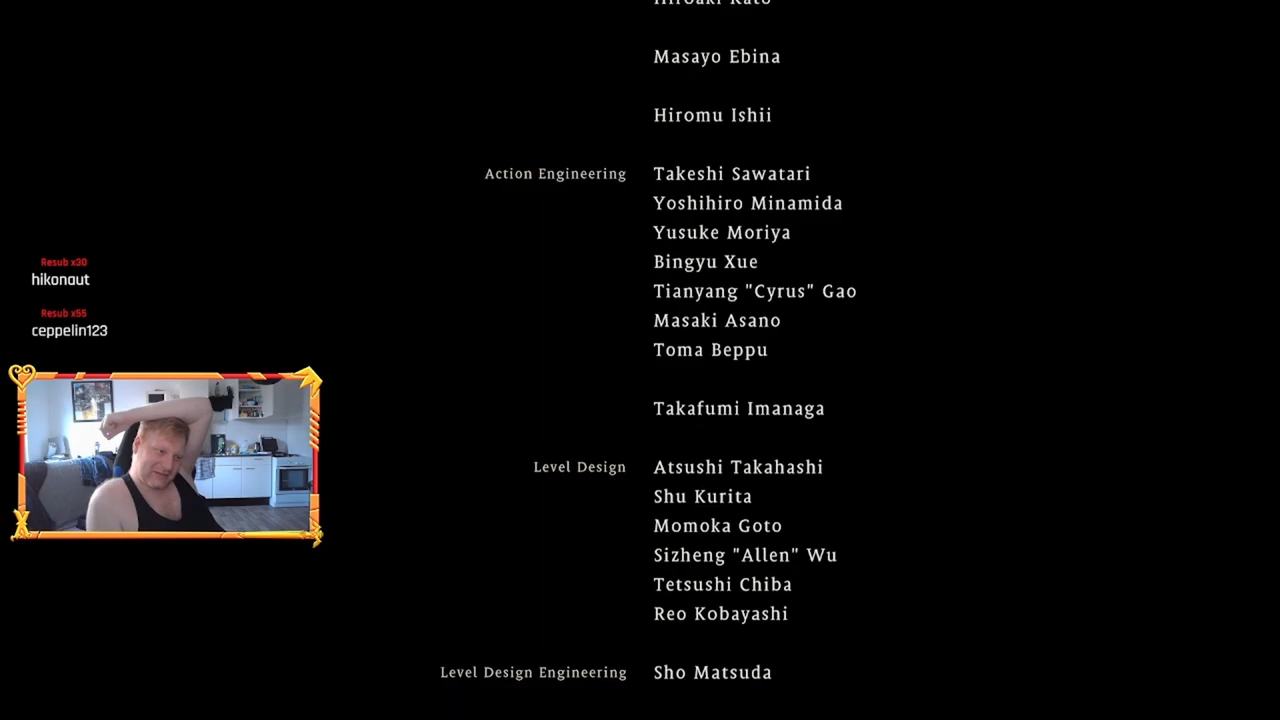 Hiroaki Kato
Masayo Ebina
Hiromu Ishii
Action Engineering Takeshi Sawatari
Yoshihiro Minamida
Yusuke Moriya
Bingyu Xue
Tianyang "Cyrus" Gao
Masaki Asano
Toma Beppu
Takafumi Imanaga
Level Design Atsushi Takahashi
Shu Kurita
Momoka Goto
Sizheng "Allen" Wu
Tetsushi Chiba
Reo Kobayashi
Level Design Engineering Sho Matsuda
Resub x30
hikonaut
Resub x55
ceppelin123